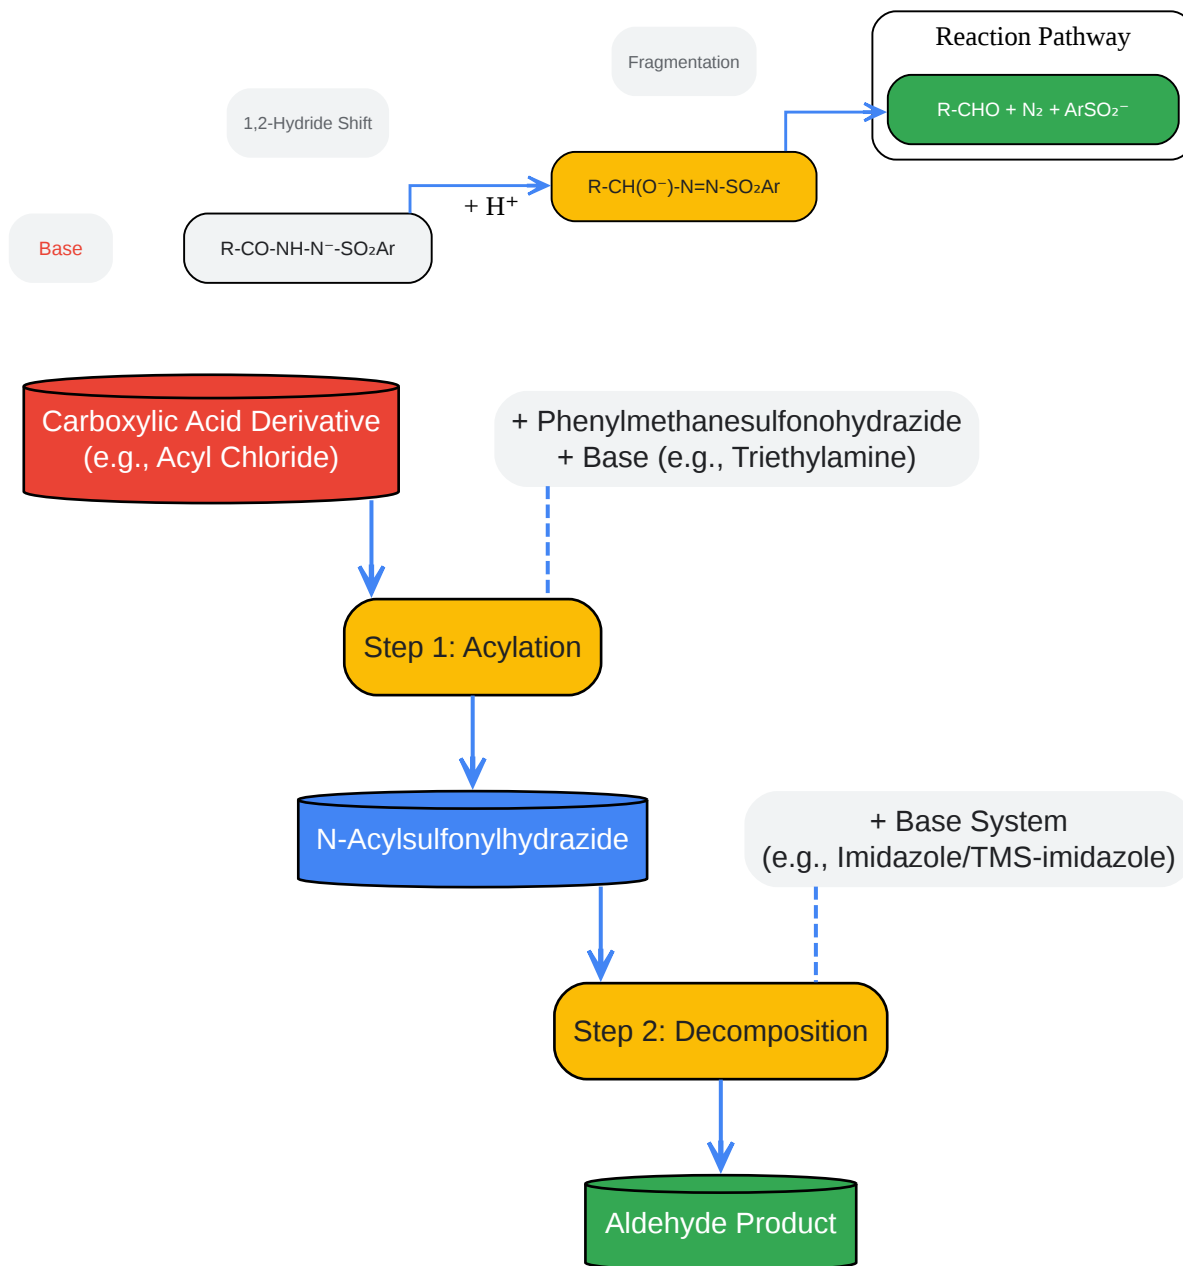 Reaction Pathway
Fragmentation
R-CHO + N₂ + ArSO₂⁻
1,2-Hydride Shift
R-CH(O⁻)-N=N-SO₂Ar
+ H⁺
Base
R-CO-NH-N⁻-SO₂Ar
Carboxylic Acid Derivative
(e.g., Acyl Chloride)
+ Phenylmethanesulfonohydrazide
+ Base (e.g., Triethylamine)
Step 1: Acylation
N-Acylsulfonylhydrazide
+ Base System
(e.g., Imidazole/TMS-imidazole)
Step 2: Decomposition
Aldehyde Product